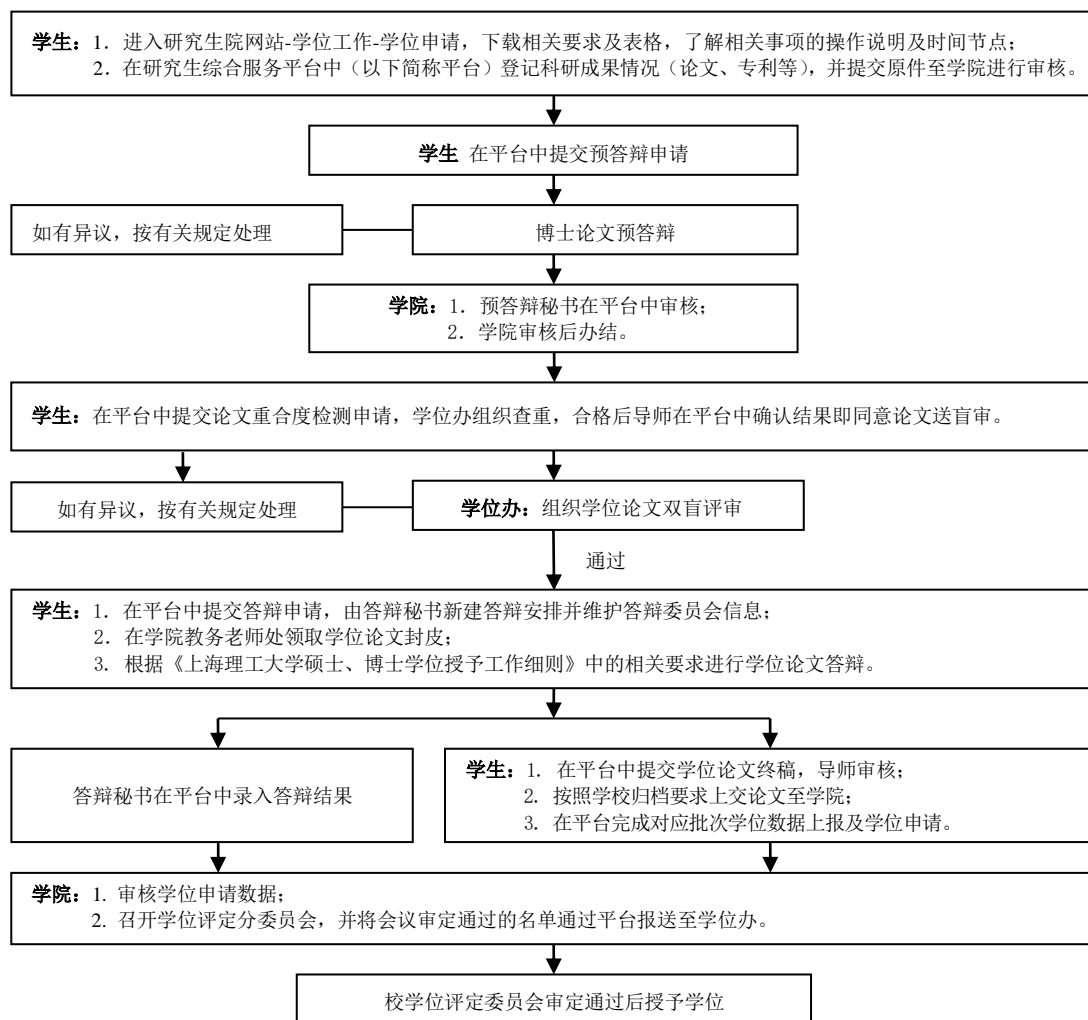 学生：1．进入研究生院网站-学位工作-学位申请，下载相关要求及表格，了解相关事项的操作说明及时间节点；
2．在研究生综合服务平台中（以下简称平台）登记科研成果情况（论文、专利等），并提交原件至学院进行审核。
学生 在平台中提交预答辩申请
如有异议，按有关规定处理
博士论文预答辩
学院：1．预答辩秘书在平台中审核；
2．学院审核后办结。
学生：在平台中提交论文重合度检测申请，学位办组织查重，合格后导师在平台中确认结果即同意论文送盲审。
如有异议，按有关规定处理
学位办：组织学位论文双盲评审
通过
学生：1．在平台中提交答辩申请，由答辩秘书新建答辩安排并维护答辩委员会信息；
2．在学院教务老师处领取学位论文封皮；
3．根据《上海理工大学硕士、博士学位授予工作细则》中的相关要求进行学位论文答辩。
答辩秘书在平台中录入答辩结果
学生：1. 在平台中提交学位论文终稿，导师审核；
2. 按照学校归档要求上交论文至学院；
3. 在平台完成对应批次学位数据上报及学位申请。
学院：1. 审核学位申请数据；
2. 召开学位评定分委员会，并将会议审定通过的名单通过平台报送至学位办。
校学位评定委员会审定通过后授予学位